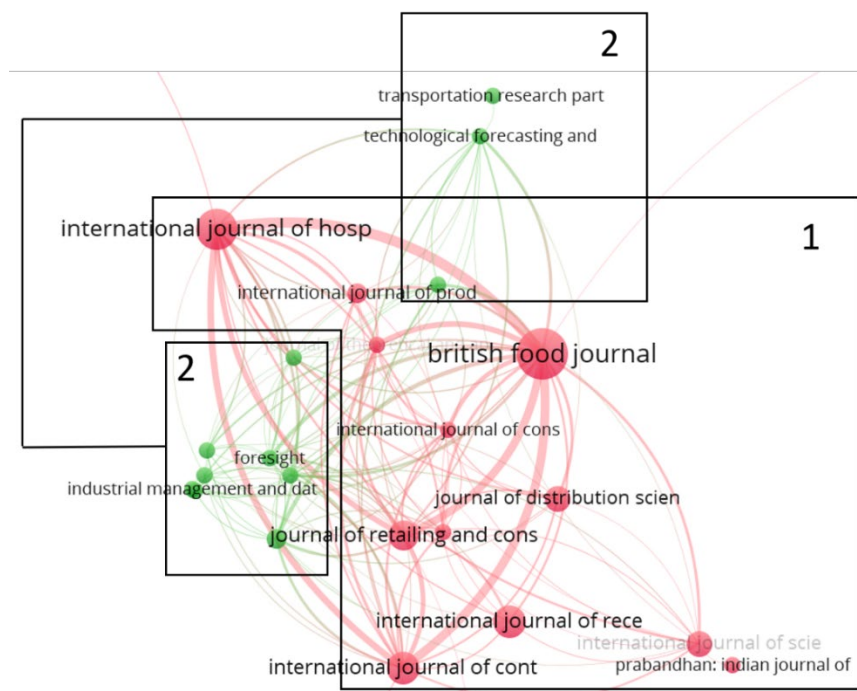 2
transportation research part
technological forecasting and
international journal of hosp
1
international journal of prod
british food journal
2
international journal of cons
foresight
industrial management and dat
journal of distribution scien
journal of retailing and cons
international journal of rece
international journal of scie
prabandhan: indian journal of
international journal of cont